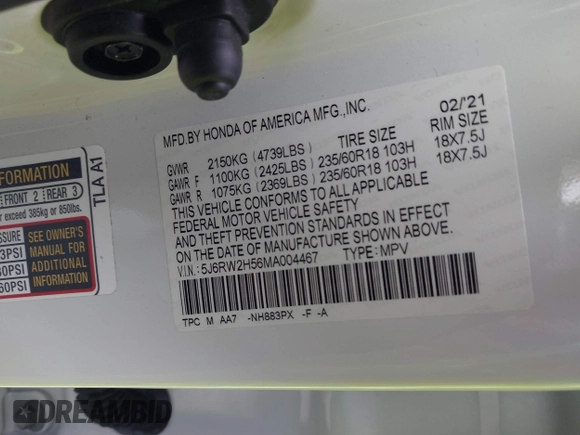 MFD.BY HONDA OF AMERICA MFG.,INC. 02/'21
GVWR 2150KG (4739LBS) TIRE SIZE RIM SIZE
GAWR F 1100KG (2425LBS) 235/60R18 103H 18X7.5J
GAWR R 1075KG (2369LBS) 235/60R18 103H 18X7.5J
THIS VEHICLE CONFORMS TO ALL APPLICABLE
FEDERAL MOTOR VEHICLE SAFETY
AND THEFT PREVENTION STANDARDS IN EFFECT
ON THE DATE OF MANUFACTURE SHOWN ABOVE.
V.I.N.: 5J6RW2H56MA004467 TYPE: MPV
TPC M AA7 -NH883PX -F -A
TLA A1
FORMATION
FRONT 2 REAR 3
exceed 385kg or 850lbs.
SEE OWNER'S
MANUAL FOR
ADDITIONAL
INFORMATION
DREAMBID